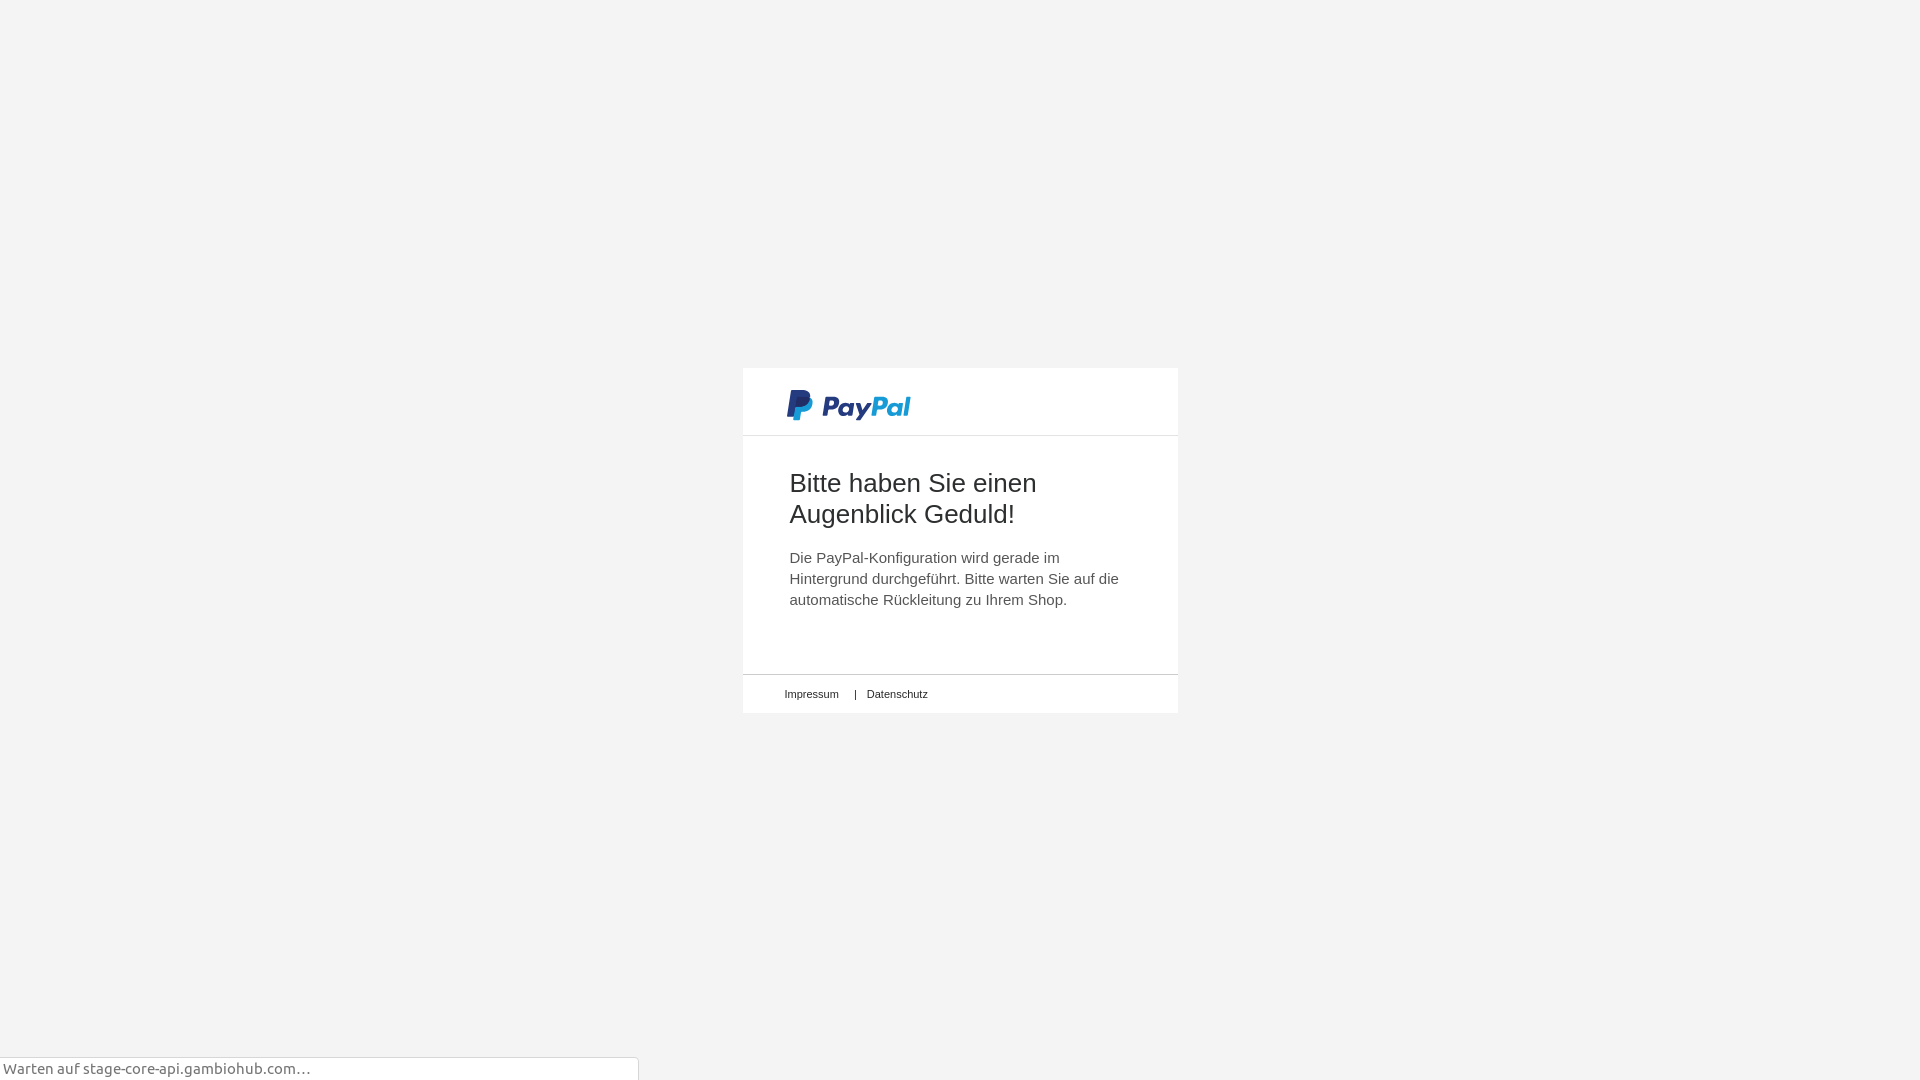 PayPal
Bitte haben Sie einen
Augenblick Geduld!
Die PayPal-Konfiguration wird gerade im
Hintergrund durchgeführt. Bitte warten Sie auf die
automatische Rückleitung zu Ihrem Shop.
Impressum | Datenschutz
Warten auf stage-core-api.gambiohub.com…